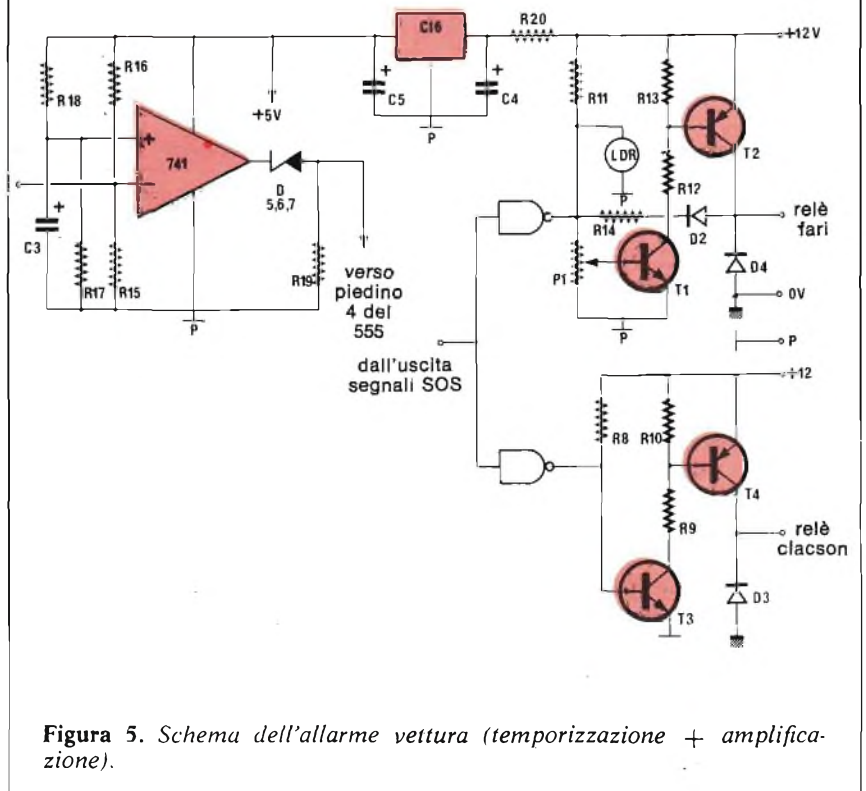 R20
+12V
C16
R16
R18
R11
R13
C5
C4
+5V
T2
P
LDR
741
P
R12
D
5,6,7
R14
D2
relè
fari
C3
D4
P1
T1
R17
R15
R19
verso
piedino
4 del
555
0V
P
P
P
dall'uscita
segnali SOS
+12
R8
R10
T4
R9
relè
clacson
D3
T3
Figura 5. Schema dell'allarme vettura (temporizzazione + amplifica-
zione).